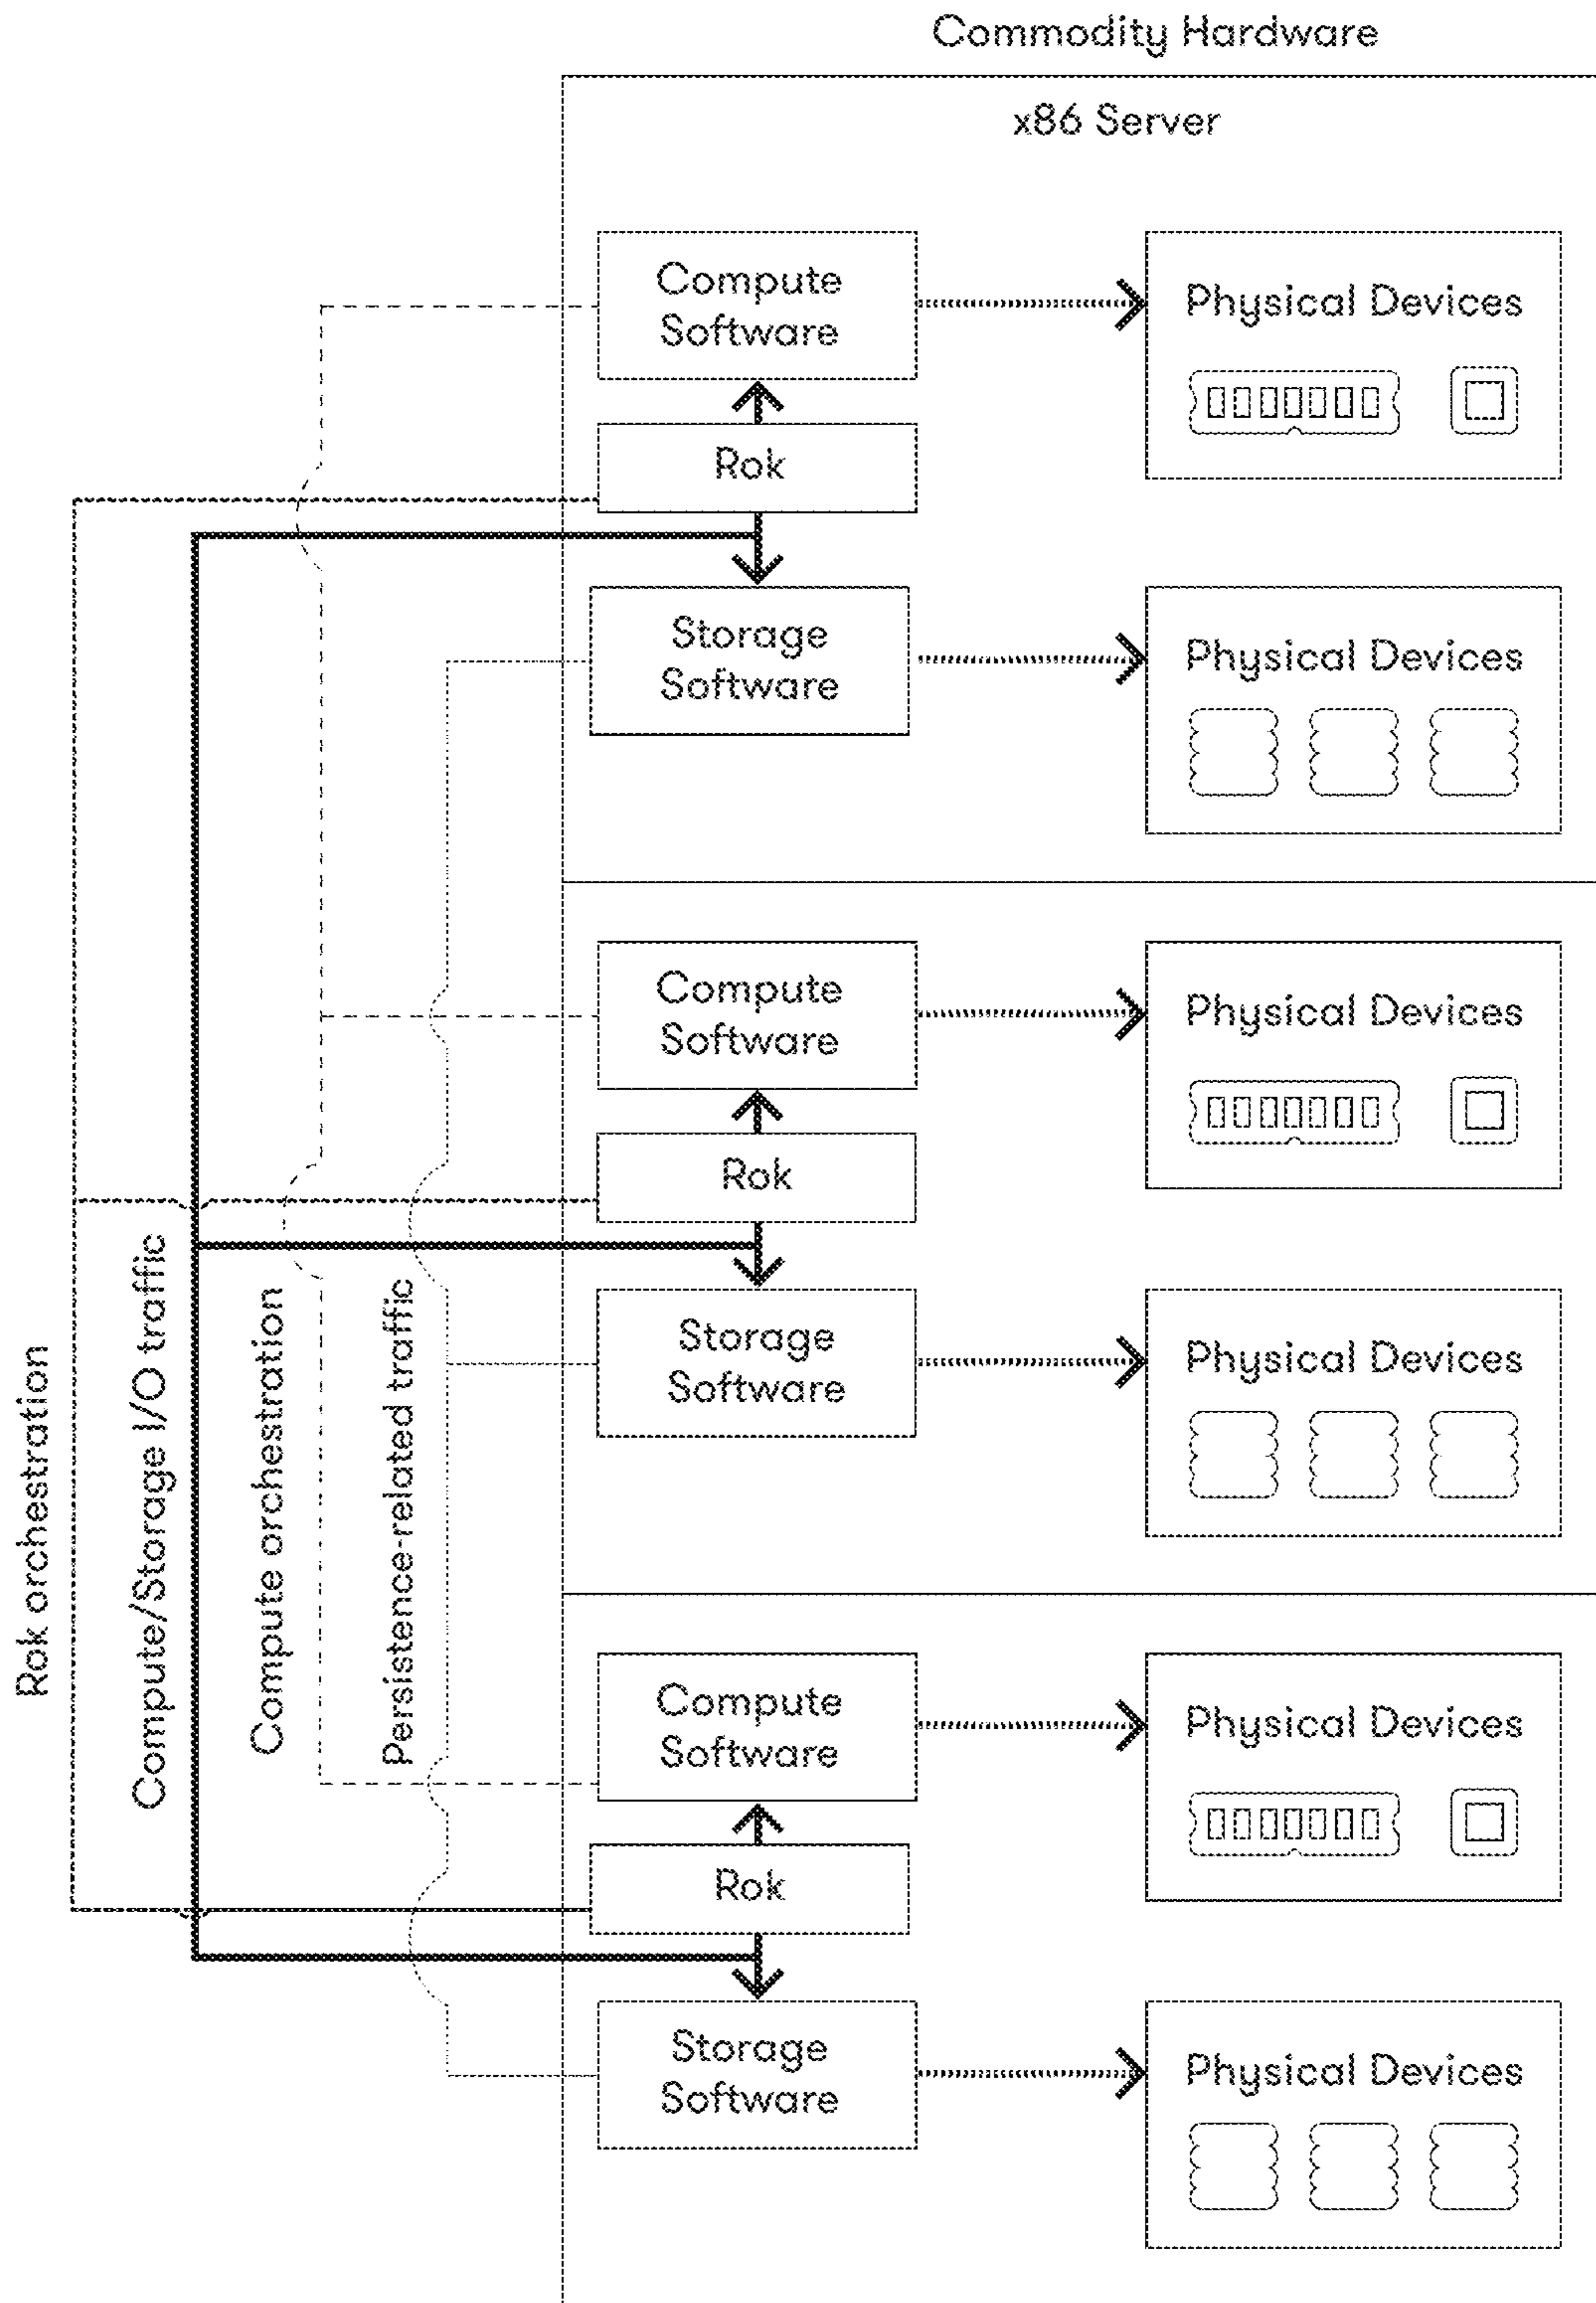 Commodity Hardware
x86 Server
Compute
Software
Physical Devices
Rok
Storage
Software
Physical Devices
Compute
Software
Physical Devices
Rok
Storage
Software
Physical Devices
Compute
Software
Physical Devices
Rok
Storage
Software
Physical Devices
Rok orchestration
Compute/Storage I/O traffic
Compute orchestration
Persistence-related traffic